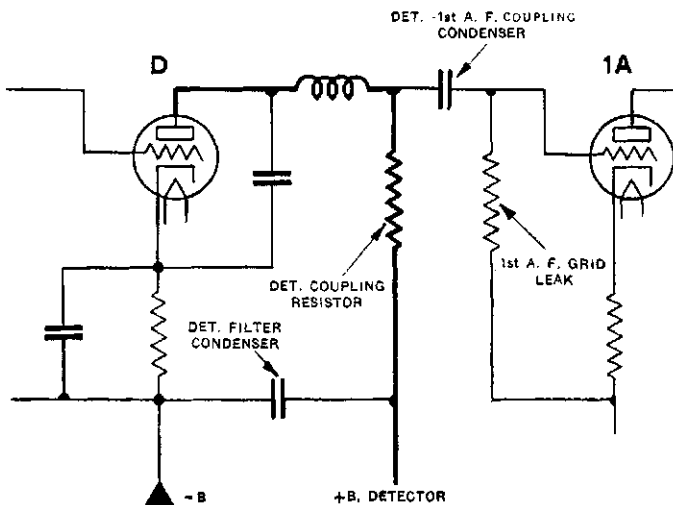 DET. -1st A. F. COUPLING
CONDENSER
D
1A
1st A. F. GRID
LEAK
DET. COUPLING
RESISTOR
DET. FILTER
CONDENSER
-B
+B, DETECTOR